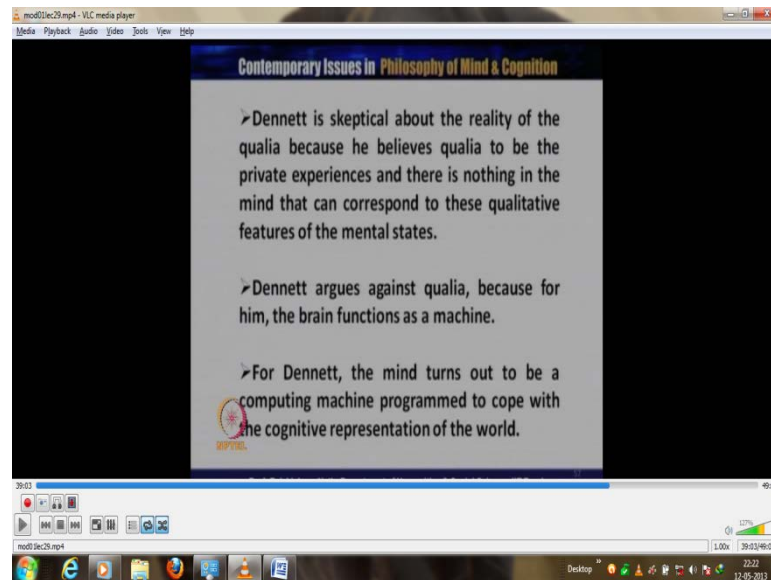 mod01lec29.mp4 - VLC media player
Media Playback Audio Video Tools View Help
Contemporary Issues in Philosophy of Mind & Cognition
➢Dennett is skeptical about the reality of the
qualia because he believes qualia to be the
private experiences and there is nothing in the
mind that can correspond to these qualitative
features of the mental states.
➢Dennett argues against qualia, because for
him, the brain functions as a machine.
➢For Dennett, the mind turns out to be a
computing machine programmed to cope with
the cognitive representation of the world.
NPTEL
39:03
mod01lec29.mp4
127%
1.00x 39:03/49:0
Desktop
22:22
12-05-2013